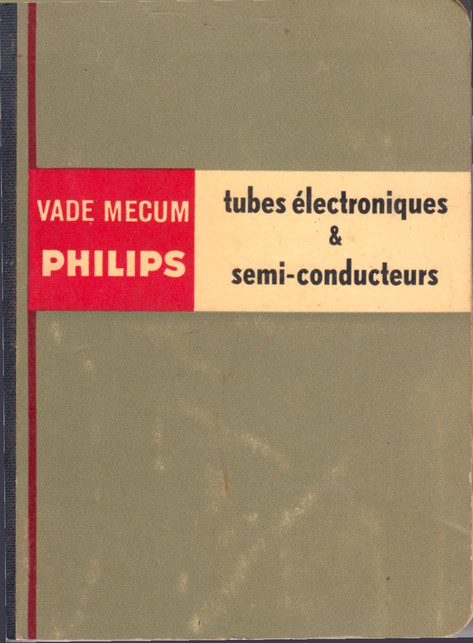 VADE MECUM
PHILIPS
tubes électroniques
&
semi-conducteurs